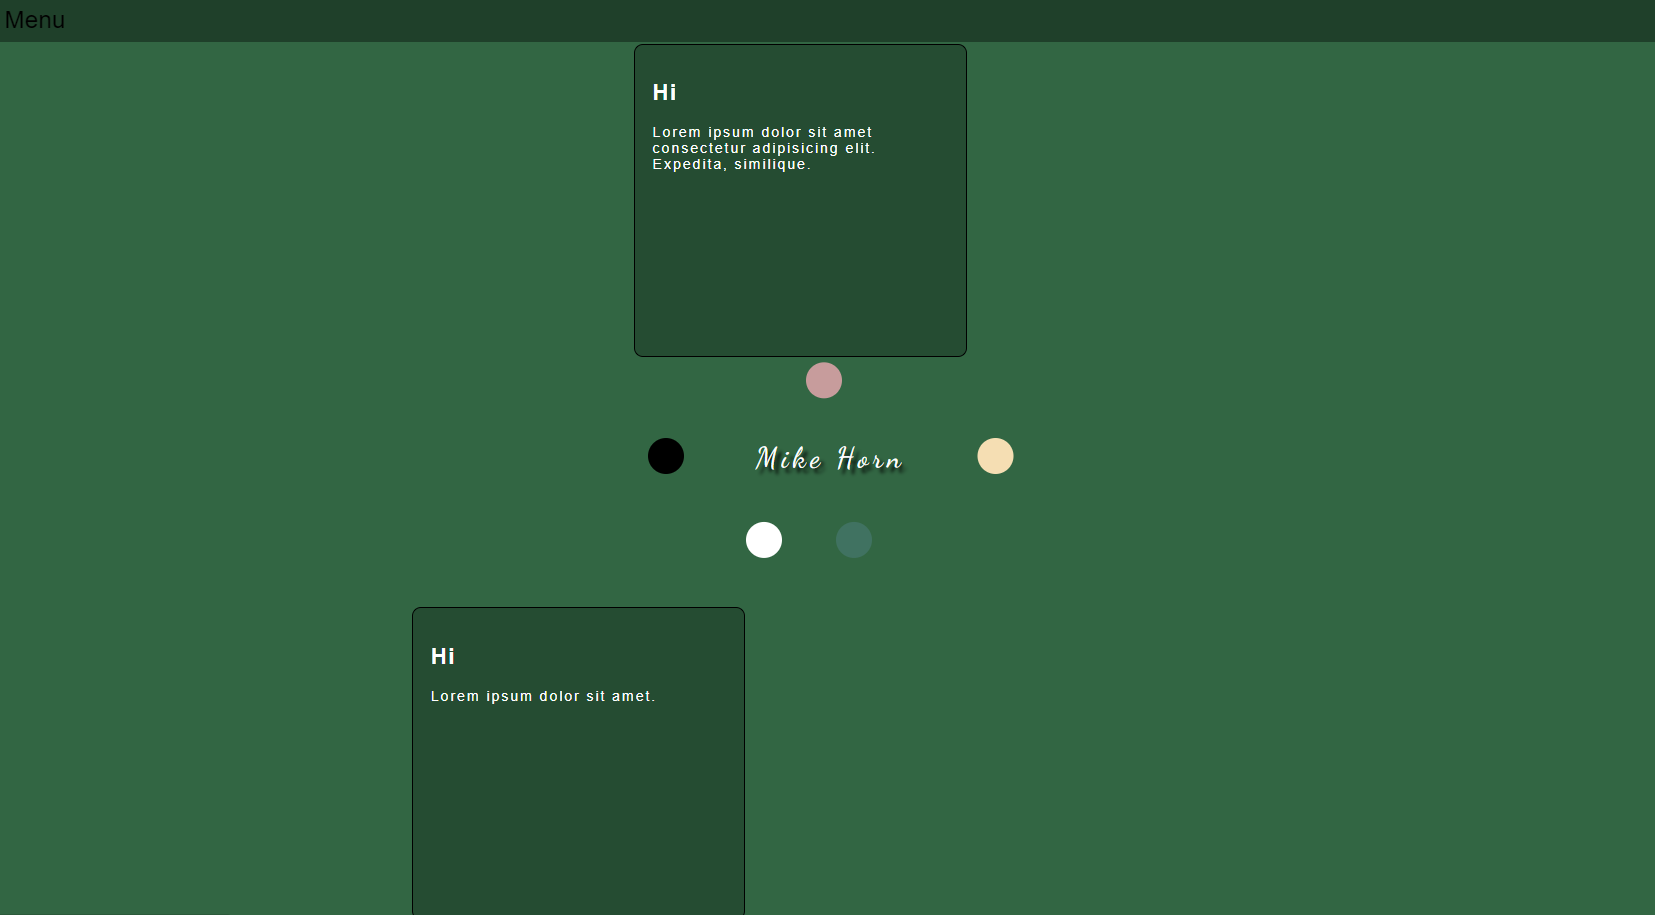 Menu
Hi
Lorem ipsum dolor sit amet
consectetur adipisicing elit.
Expedita, similique.
Mike Horn
Hi
Lorem ipsum dolor sit amet.